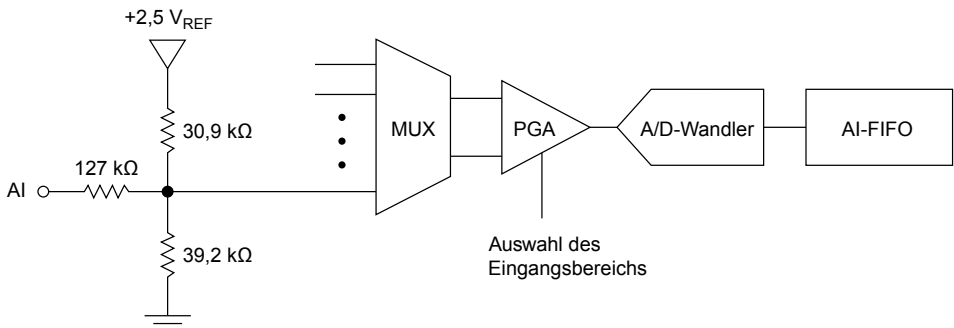 +2,5 V_REF
30,9 kΩ
127 kΩ
AI
39,2 kΩ
MUX
PGA
A/D-Wandler
AI-FIFO
Auswahl des
Eingangsbereichs